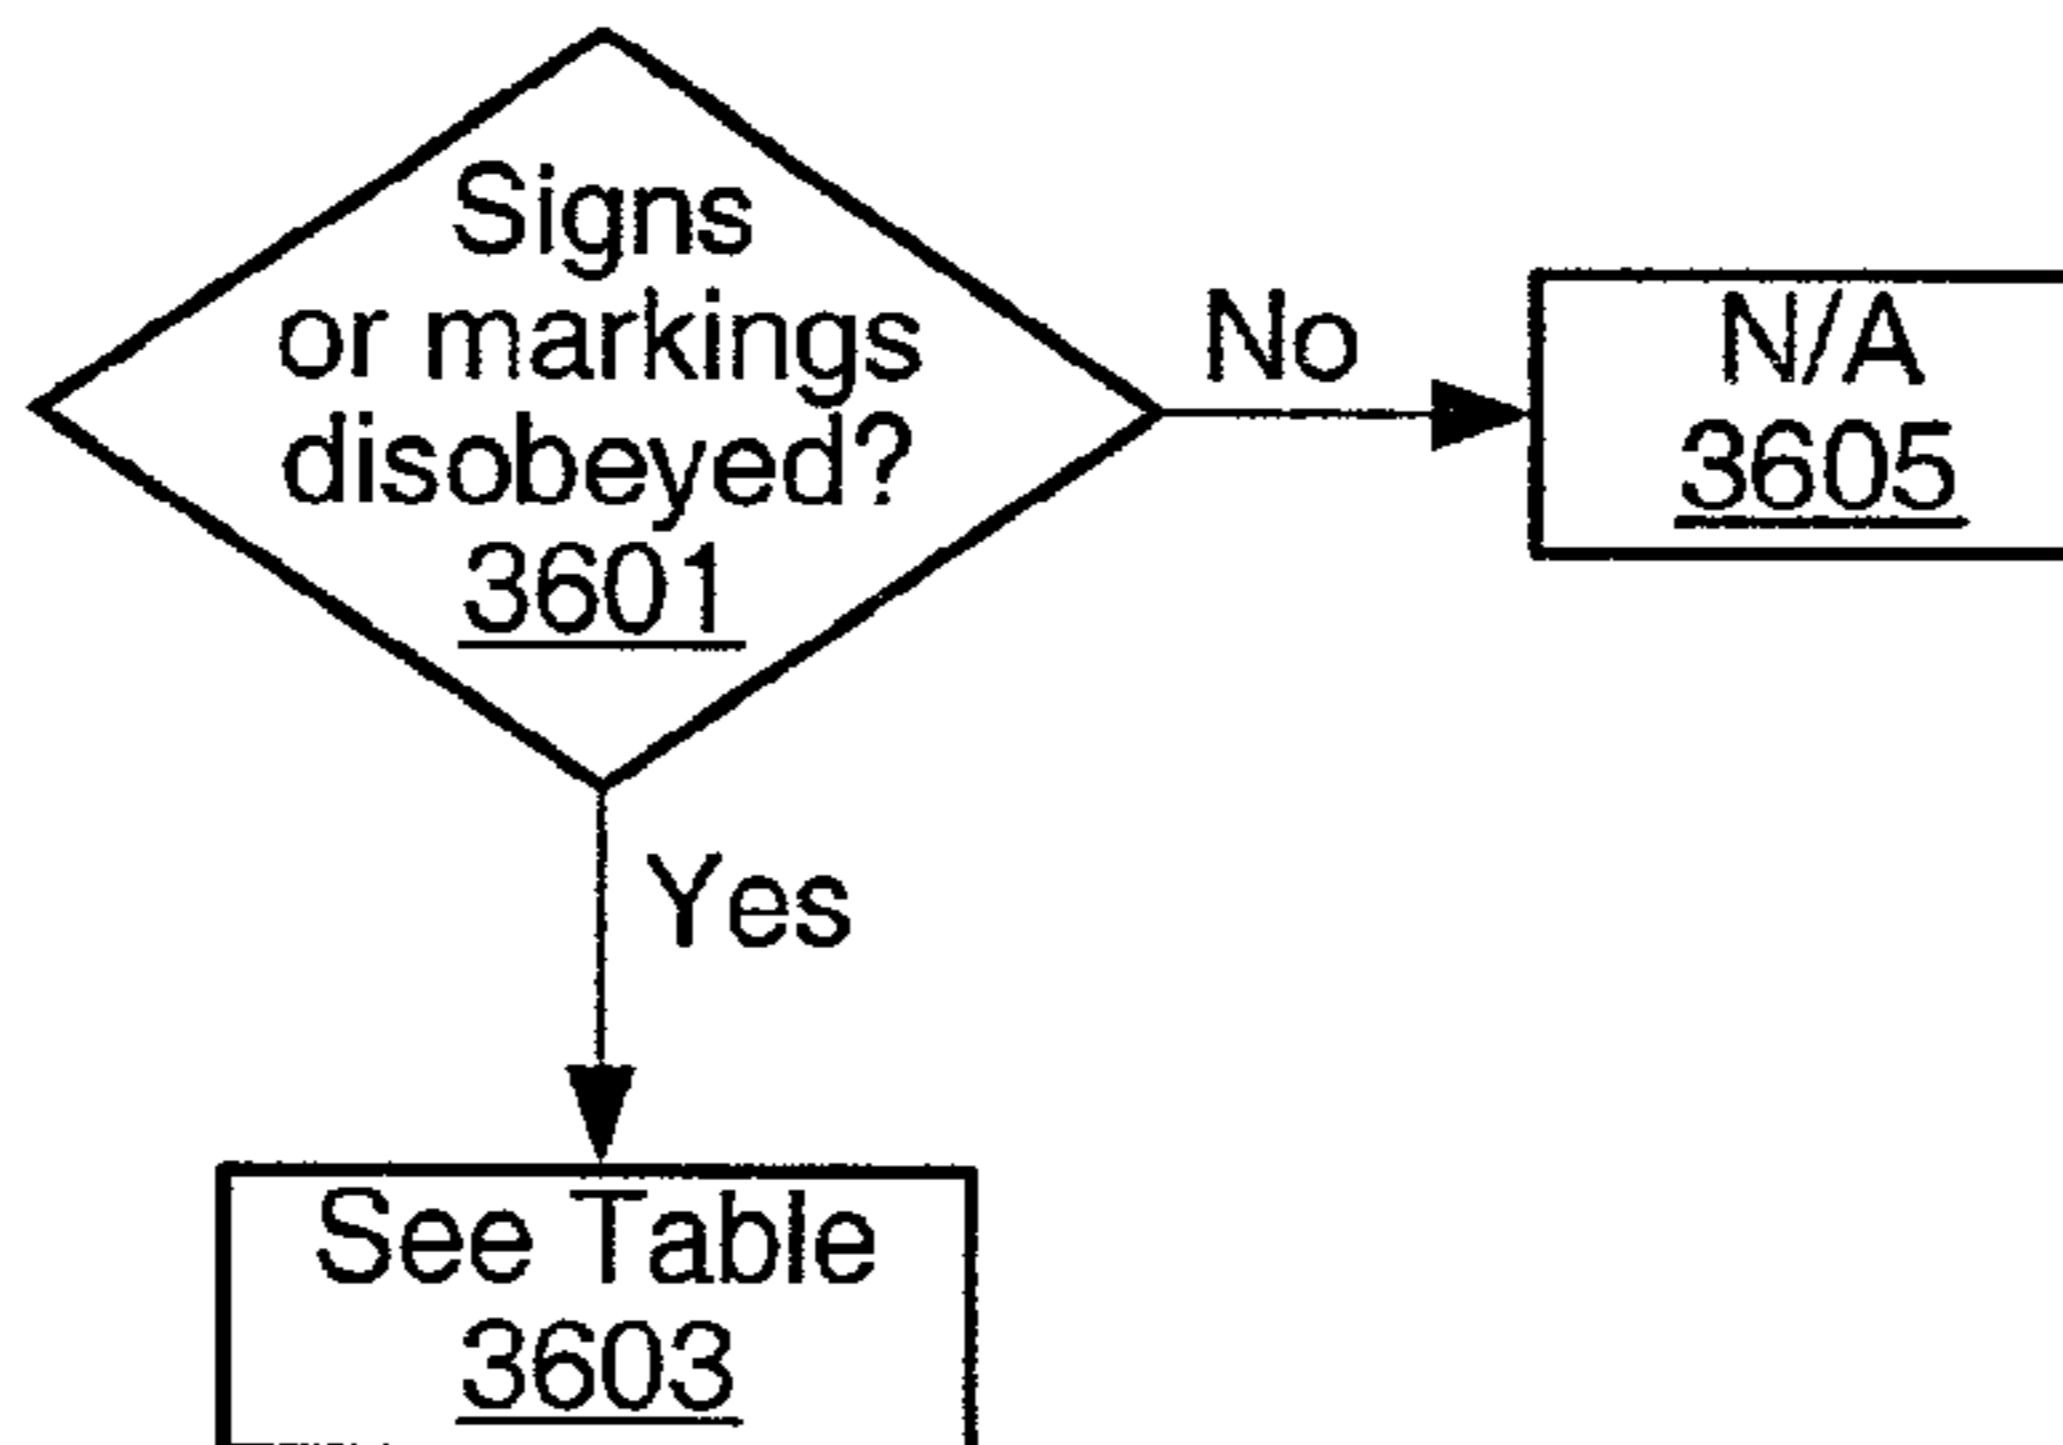 Signs
or markings
disobeyed?
3601
No
N/A
3605
Yes
See Table
3603